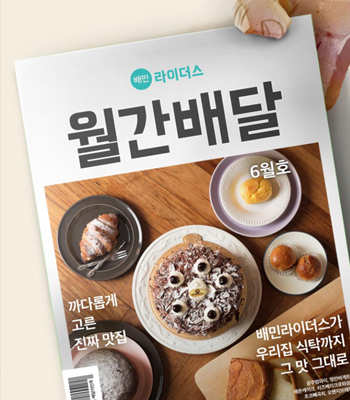 배민 라이더스
월간배달
6월호
까다롭게
고른
진짜 맛집
배민라이더스가
우리집 식탁까지
그 맛 그대로